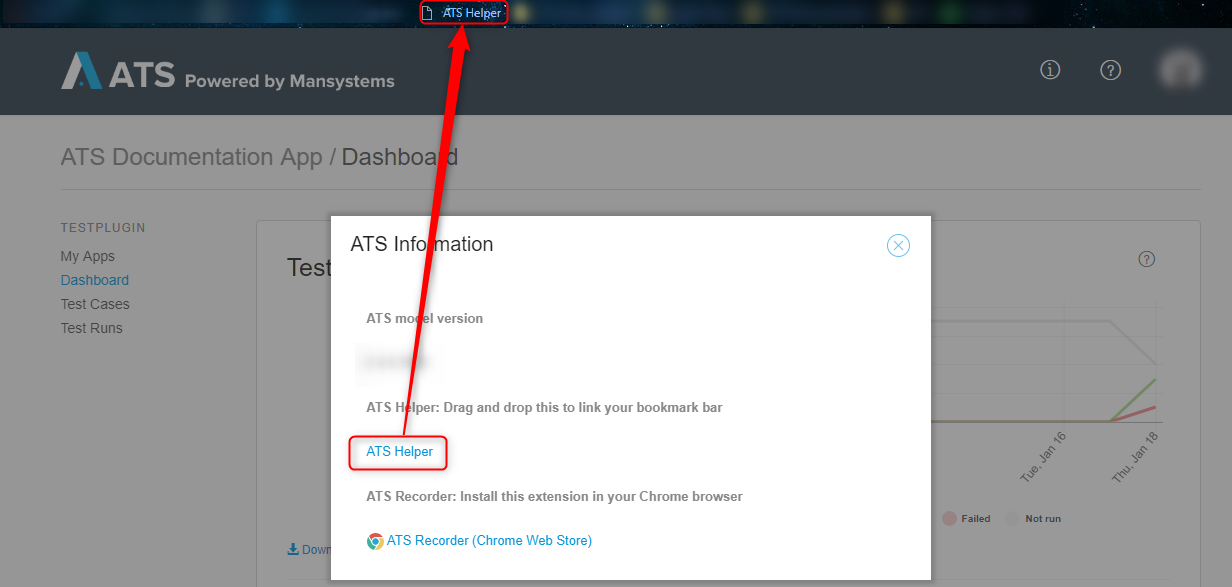 ATS Helper
ATS Powered by Mansystems
ATS Documentation App / Dashboard
TESTPLUGIN
My Apps
Dashboard
Test Cases
Test Runs
Test
ATS Information
ATS model version
ATS Helper: Drag and drop this to link your bookmark bar
ATS Helper
ATS Recorder: Install this extension in your Chrome browser
ATS Recorder (Chrome Web Store)
Down
Tue, Jan 16
Thu, Jan 18
Failed
Not run